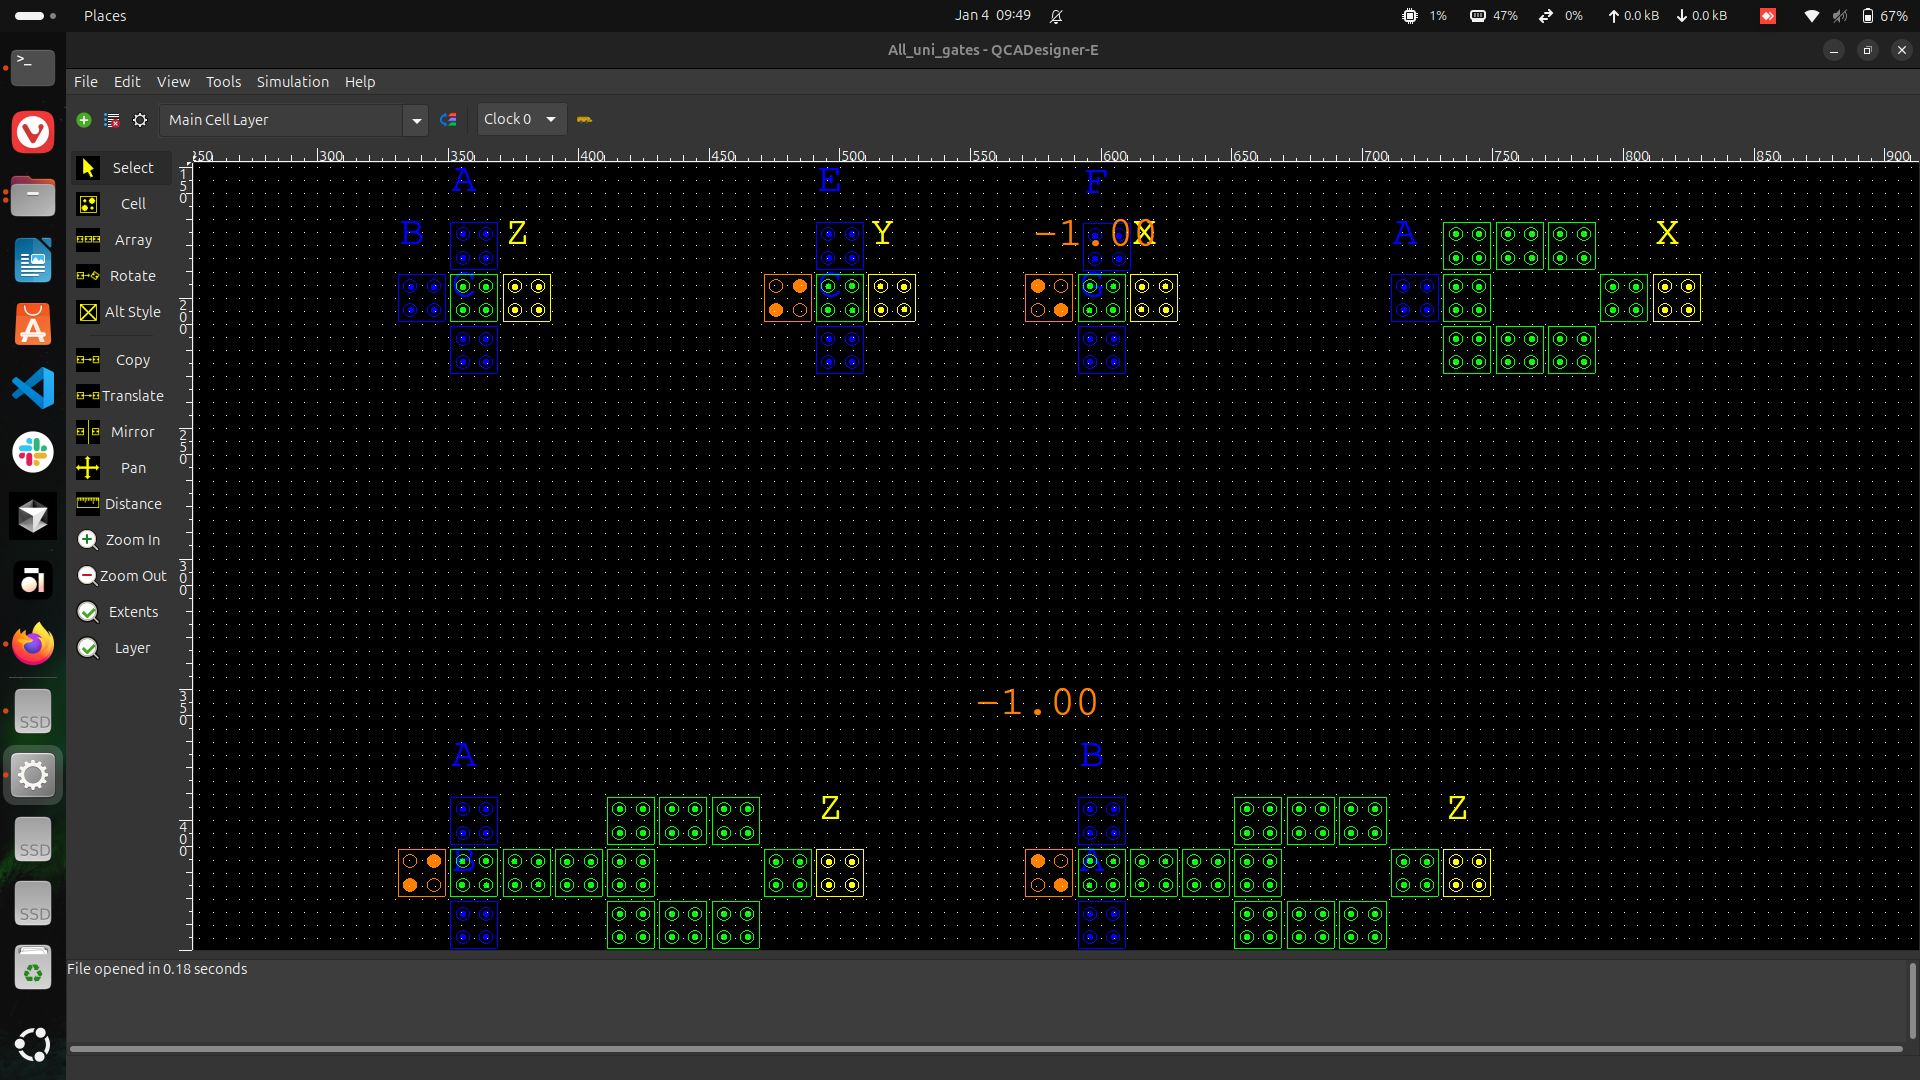 Places
Jan 4 09:49
1% 47% 0% 0.0 kB 0.0 kB 67%
All_uni_gates - QCADesigner-E
File Edit View Tools Simulation Help
Main Cell Layer Clock 0
300 350 400 450 500 550 600 650 700 750 800 850 900
Select
Cell
Array
Rotate
Alt Style
Copy
Translate
Mirror
Pan
Distance
Zoom In
Zoom Out
Extents
Layer
150
200
250
300
350
400
A E F
B Z Y -1.00 X A X
C C G
-1.00
A B
Z Z
B A
SSD
SSD
SSD
File opened in 0.18 seconds